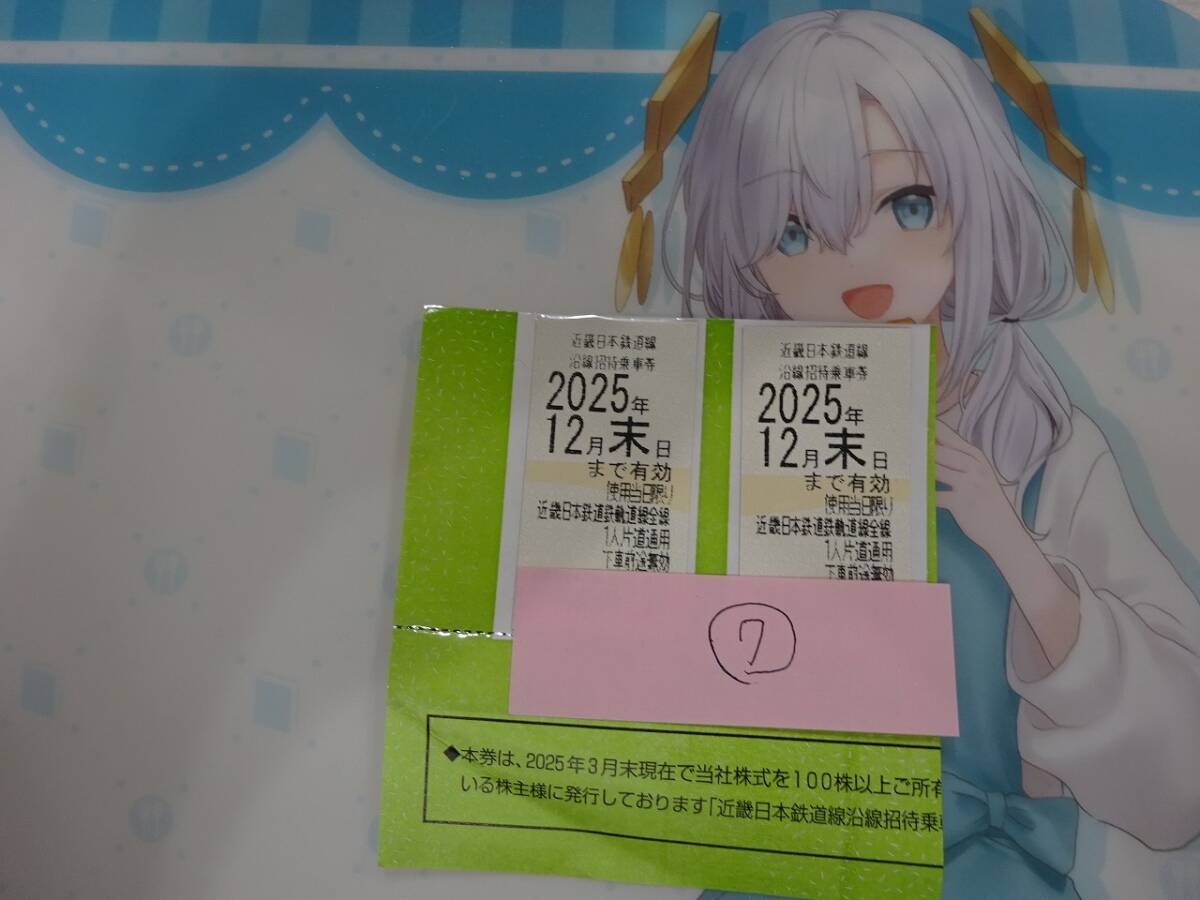 近畿日本鉄道線
沿線招待乗車券
2025年
12月末日
まで有効
使用当日限り
近畿日本鉄道鉄軌道線全線
1人片道通用
下車前途無効
近畿日本鉄道線
沿線招待乗車券
2025年
12月末日
まで有効
使用当日限り
近畿日本鉄道鉄軌道線全線
1人片道通用
下車前途無効
7
◆本券は、2025年3月末現在で当社株式を100株以上ご所有
いる株主様に発行しております「近畿日本鉄道線沿線招待乗車